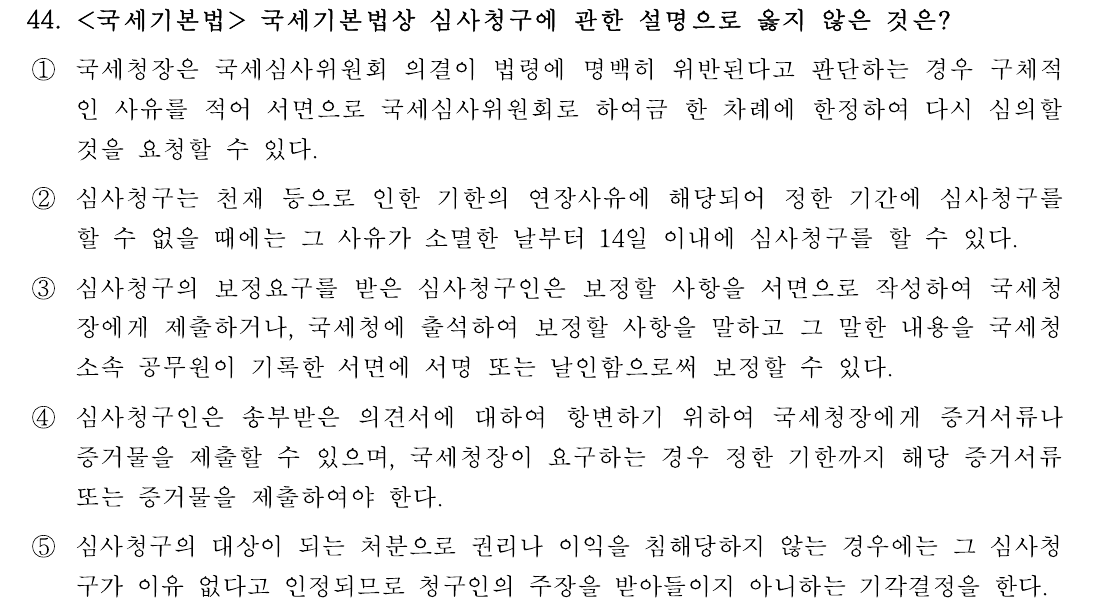 44. <국세기본법> 국세기본법상 심사청구에 관한 설명으로 옳지 않은 것은?
① 국세청장은 국세심사위원회 의결이 법령에 명백히 위반된다고 판단하는 경우 구체적
인 사유를 적어 서면으로 국세심사위원회로 하여금 한 차례에 한정하여 다시 심의할
것을 요청할 수 있다.
② 심사청구는 천재 등으로 인한 기한의 연장사유에 해당되어 정한 기간에 심사청구를
할 수 없을 때에는 그 사유가 소멸한 날부터 14일 이내에 심사청구를 할 수 있다.
③ 심사청구의 보정요구를 받은 심사청구인은 보정할 사항을 서면으로 작성하여 국세청
장에게 제출하거나, 국세청에 출석하여 보정할 사항을 말하고 그 말한 내용을 국세청
소속 공무원이 기록한 서면에 서명 또는 날인함으로써 보정할 수 있다.
④ 심사청구인은 송부받은 의견서에 대하여 항변하기 위하여 국세청장에게 증거서류나
증거물을 제출할 수 있으며, 국세청장이 요구하는 경우 정한 기한까지 해당 증거서류
또는 증거물을 제출하여야 한다.
⑤ 심사청구의 대상이 되는 처분으로 권리나 이익을 침해당하지 않는 경우에는 그 심사청
구가 이유 없다고 인정되므로 청구인의 주장을 받아들이지 아니하는 기각결정을 한다.